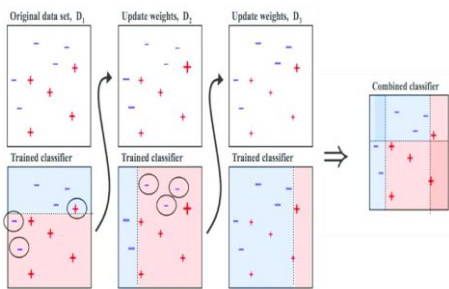 Original data set, D₁
Update weights, D₂
Update weights, D₃
Combined classifier
Trained classifier
Trained classifier
Trained classifier